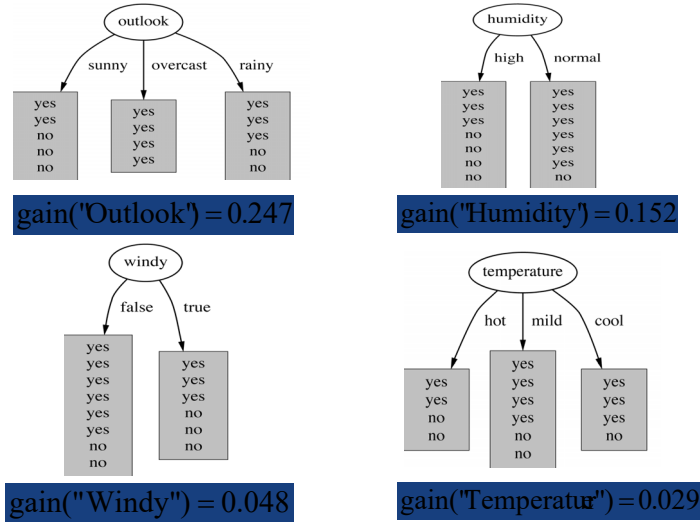 outlook
sunny overcast rainy
yes
yes
no
no
no
yes
yes
yes
yes
yes
yes
yes
no
no
gain("Outlook") = 0.247
humidity
high normal
yes
yes
yes
no
no
no
no
yes
yes
yes
yes
yes
yes
no
gain("Humidity") = 0.152
windy
false true
yes
yes
yes
yes
yes
yes
no
no
yes
yes
yes
no
no
no
gain("Windy") = 0.048
temperature
hot mild cool
yes
yes
no
no
yes
yes
yes
yes
no
no
yes
yes
yes
no
gain("Temperature") = 0.029